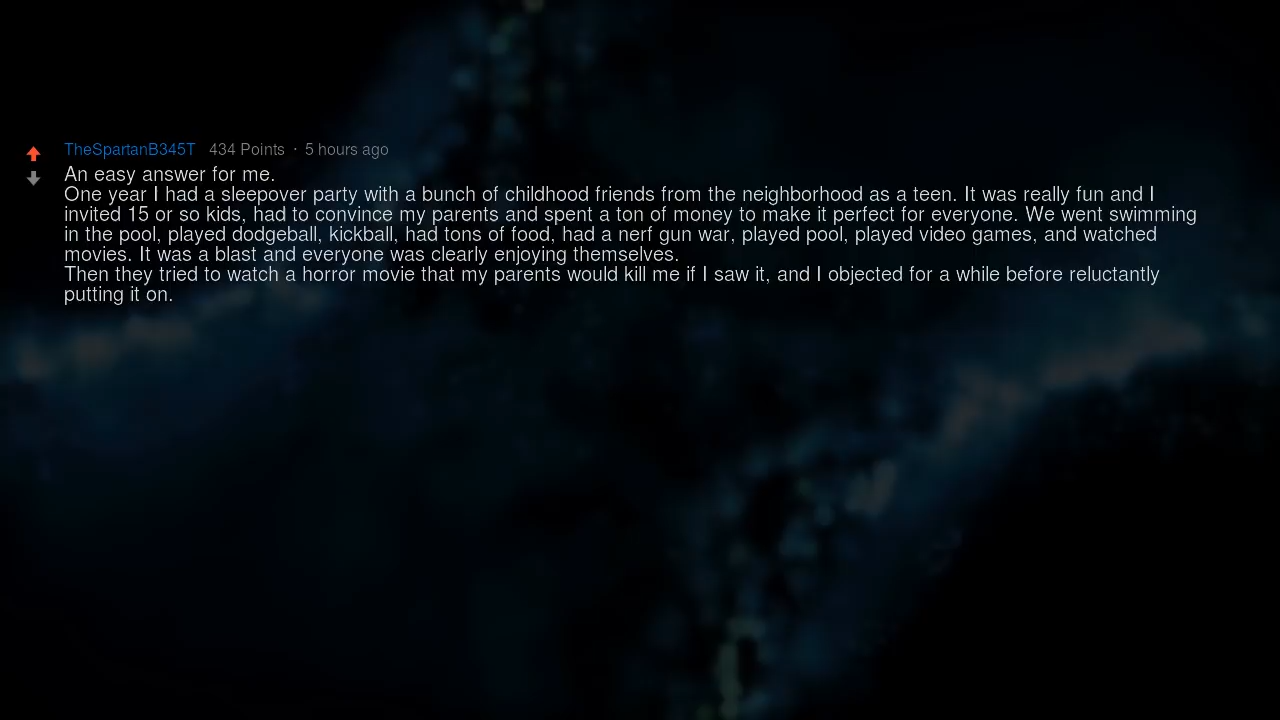 TheSpartanB345T 434 Points · 5 hours ago
An easy answer for me.
One year I had a sleepover party with a bunch of childhood friends from the neighborhood as a teen. It was really fun and I
invited 15 or so kids, had to convince my parents and spent a ton of money to make it perfect for everyone. We went swimming
in the pool, played dodgeball, kickball, had tons of food, had a nerf gun war, played pool, played video games, and watched
movies. It was a blast and everyone was clearly enjoying themselves.
Then they tried to watch a horror movie that my parents would kill me if I saw it, and I objected for a while before reluctantly
putting it on.